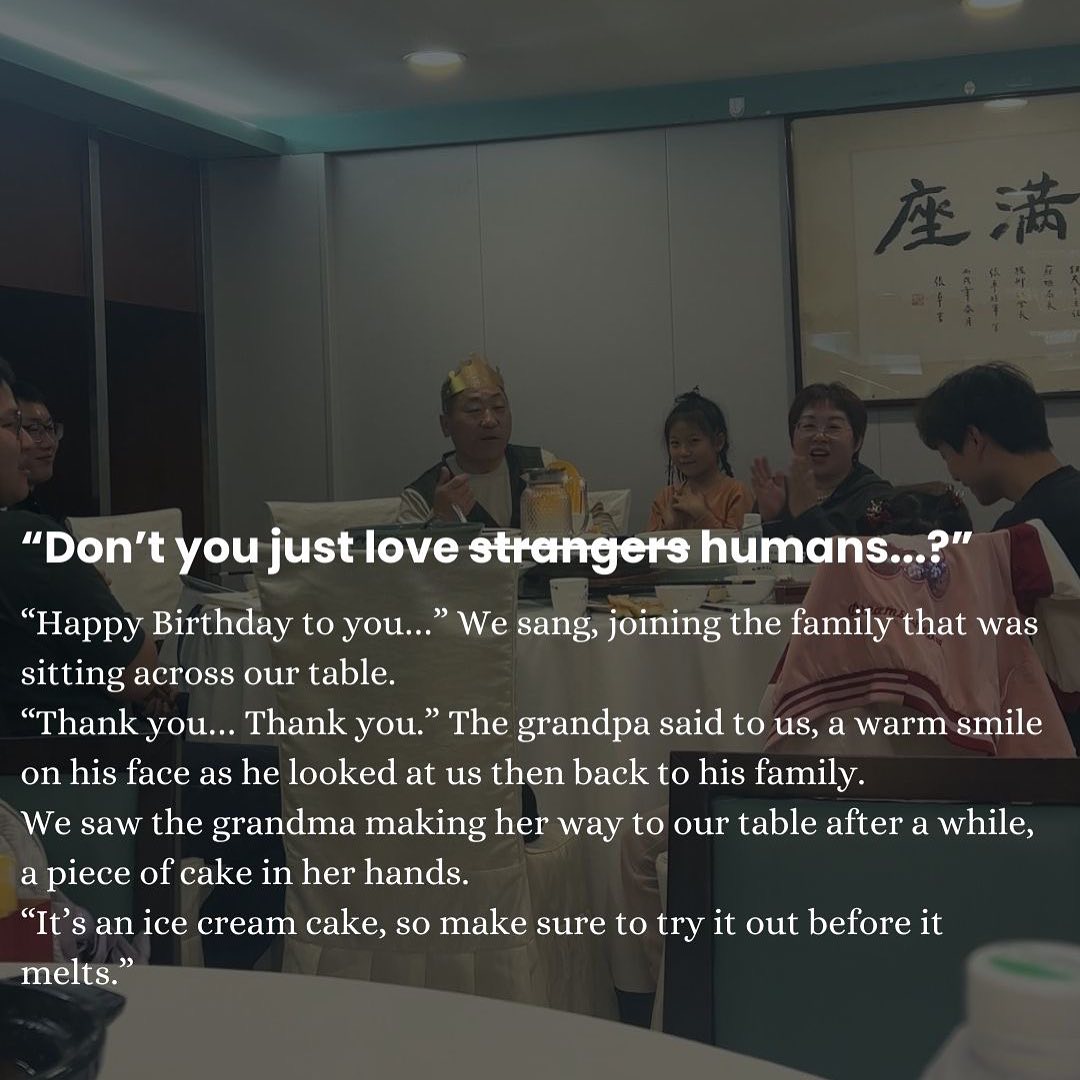 满座
“Don’t you just love strangers humans...?”
“Happy Birthday to you...” We sang, joining the family that was
sitting across our table.
“Thank you... Thank you.” The grandpa said to us, a warm smile
on his face as he looked at us then back to his family.
We saw the grandma making her way to our table after a while,
a piece of cake in her hands.
“It’s an ice cream cake, so make sure to try it out before it
melts.”